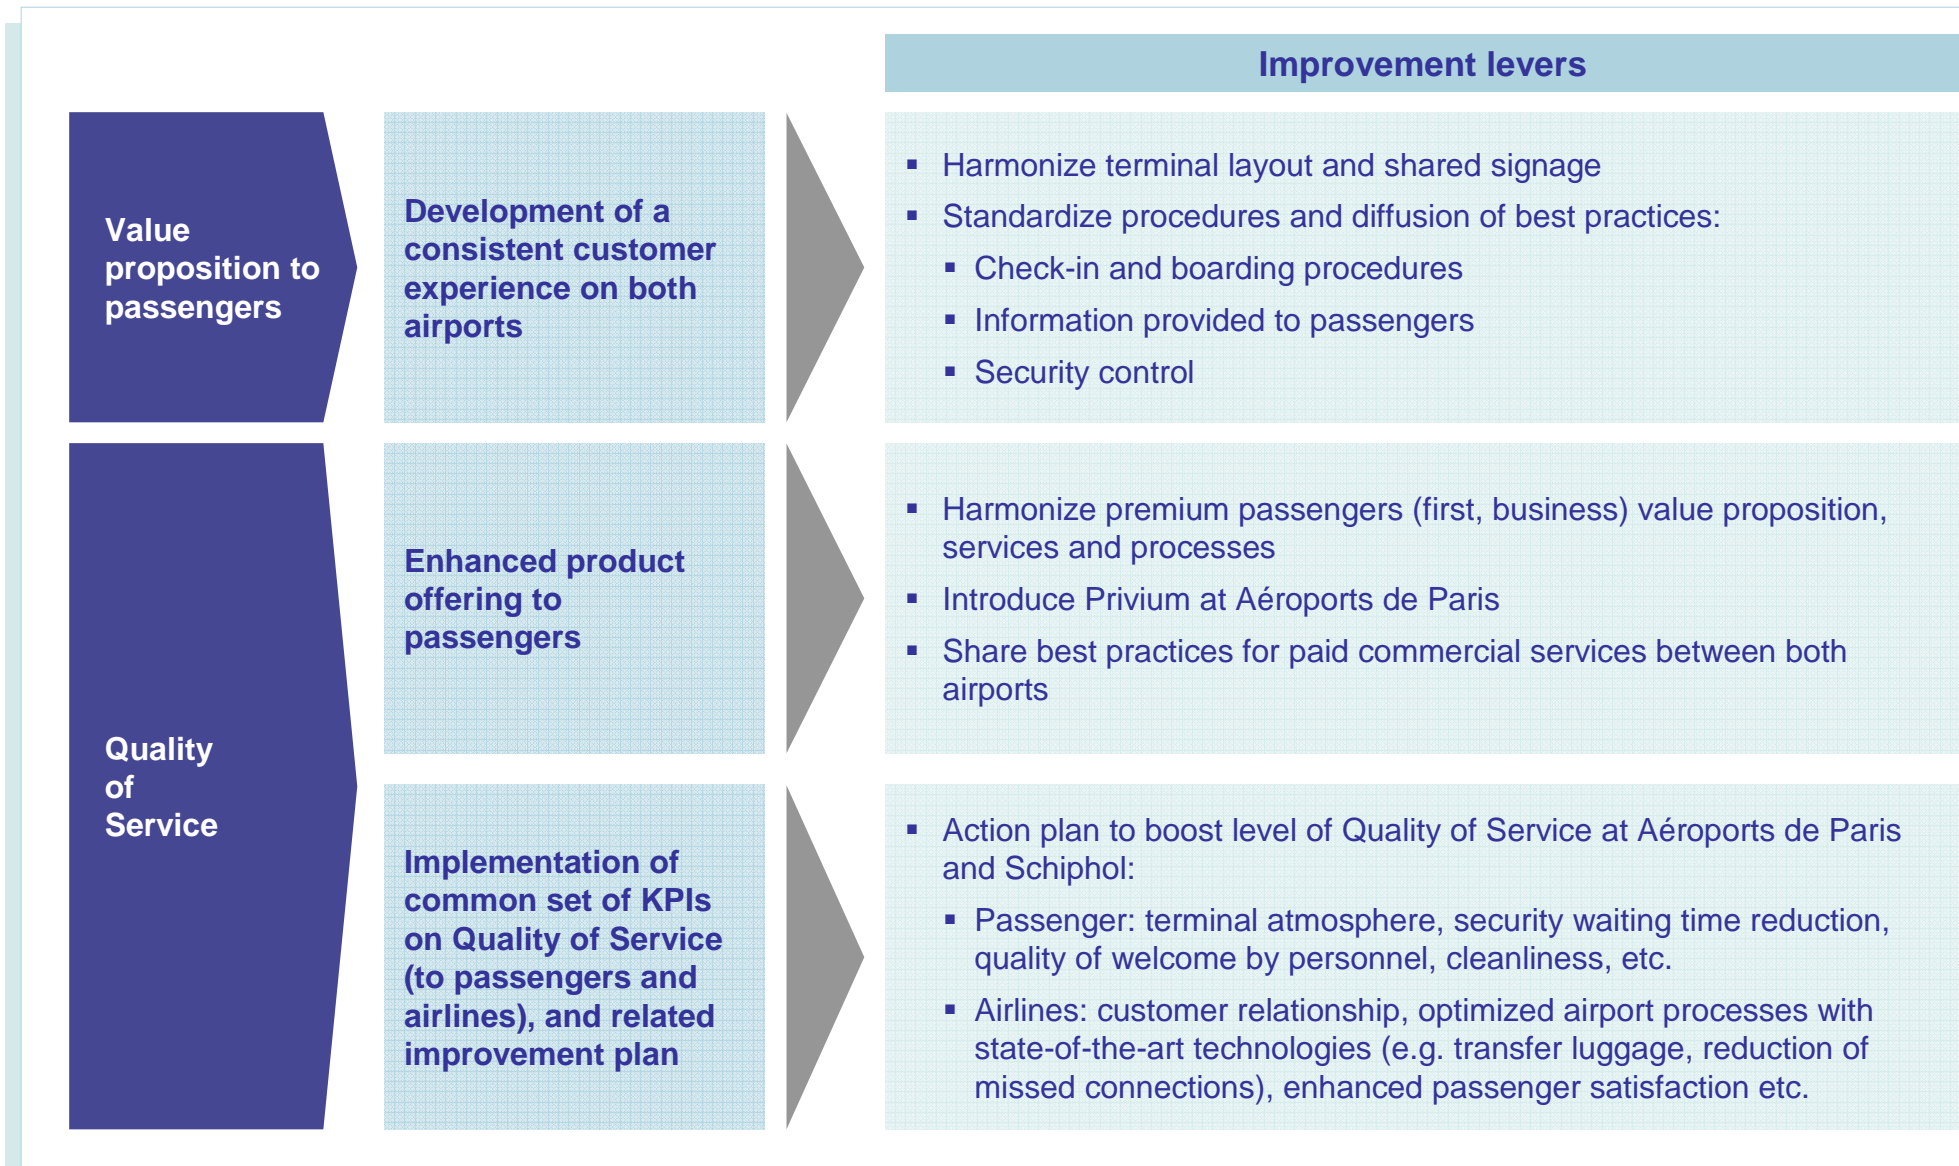 Improvement levers
Value
proposition to
passengers
Development of a
consistent customer
experience on both
airports
▪ Harmonize terminal layout and shared signage
▪ Standardize procedures and diffusion of best practices:
▪ Check-in and boarding procedures
▪ Information provided to passengers
▪ Security control
Quality
of
Service
Enhanced product
offering to
passengers
▪ Harmonize premium passengers (first, business) value proposition,
services and processes
▪ Introduce Privium at Aéroports de Paris
▪ Share best practices for paid commercial services between both
airports
Implementation of
common set of KPIs
on Quality of Service
(to passengers and
airlines), and related
improvement plan
▪ Action plan to boost level of Quality of Service at Aéroports de Paris
and Schiphol:
▪ Passenger: terminal atmosphere, security waiting time reduction,
quality of welcome by personnel, cleanliness, etc.
▪ Airlines: customer relationship, optimized airport processes with
state-of-the-art technologies (e.g. transfer luggage, reduction of
missed connections), enhanced passenger satisfaction etc.